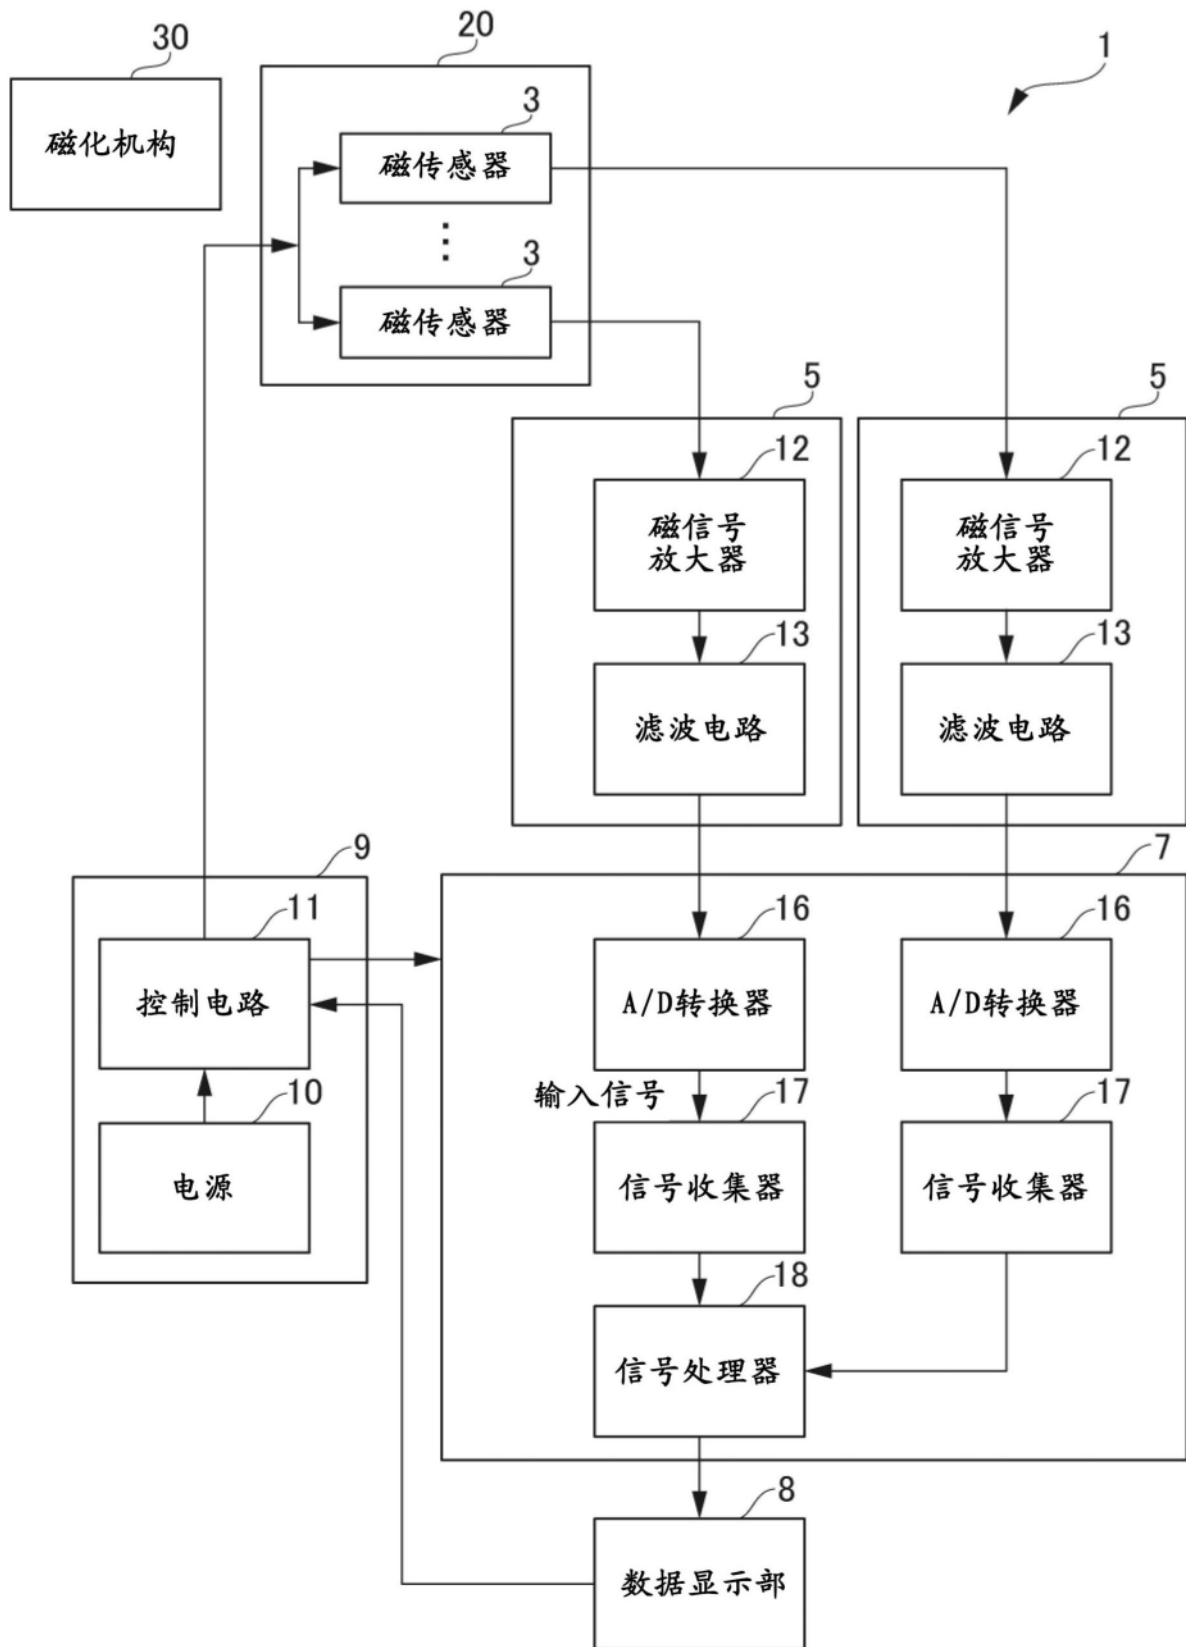 30
20
1
磁化机构
3
磁传感器
3
磁传感器
5
5
12
12
磁信号
放大器
磁信号
放大器
13
13
滤波电路
滤波电路
9
7
11
16
16
控制电路
A/D转换器
A/D转换器
输入信号
10
17
17
电源
信号收集器
信号收集器
18
信号处理器
8
数据显示部